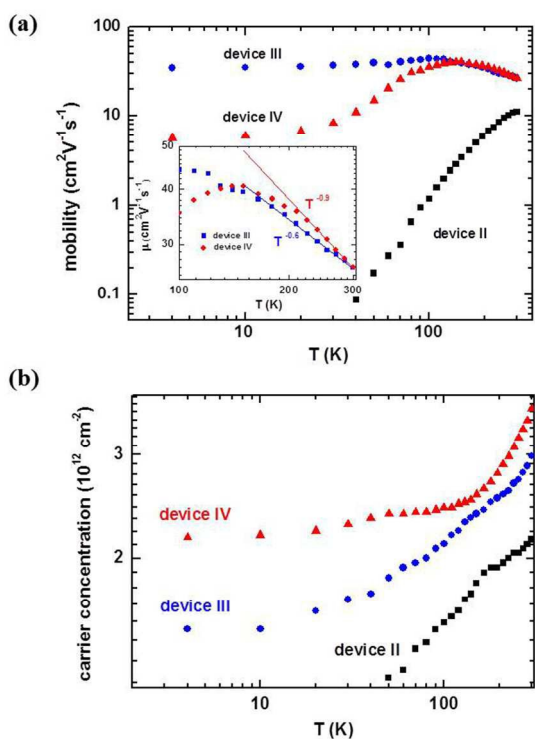 (a)
100
10
1
0.1
mobility (cm²V⁻¹s⁻¹)
device III
device IV
device II
50
40
30
μ (cm²V⁻¹s⁻¹)
T⁻⁰·⁹
T⁻⁰·⁶
device III
device IV
100
200
300
T (K)
10
100
T (K)
(b)
3
2
carrier concentration (10¹² cm⁻²)
device IV
device III
device II
10
100
T (K)